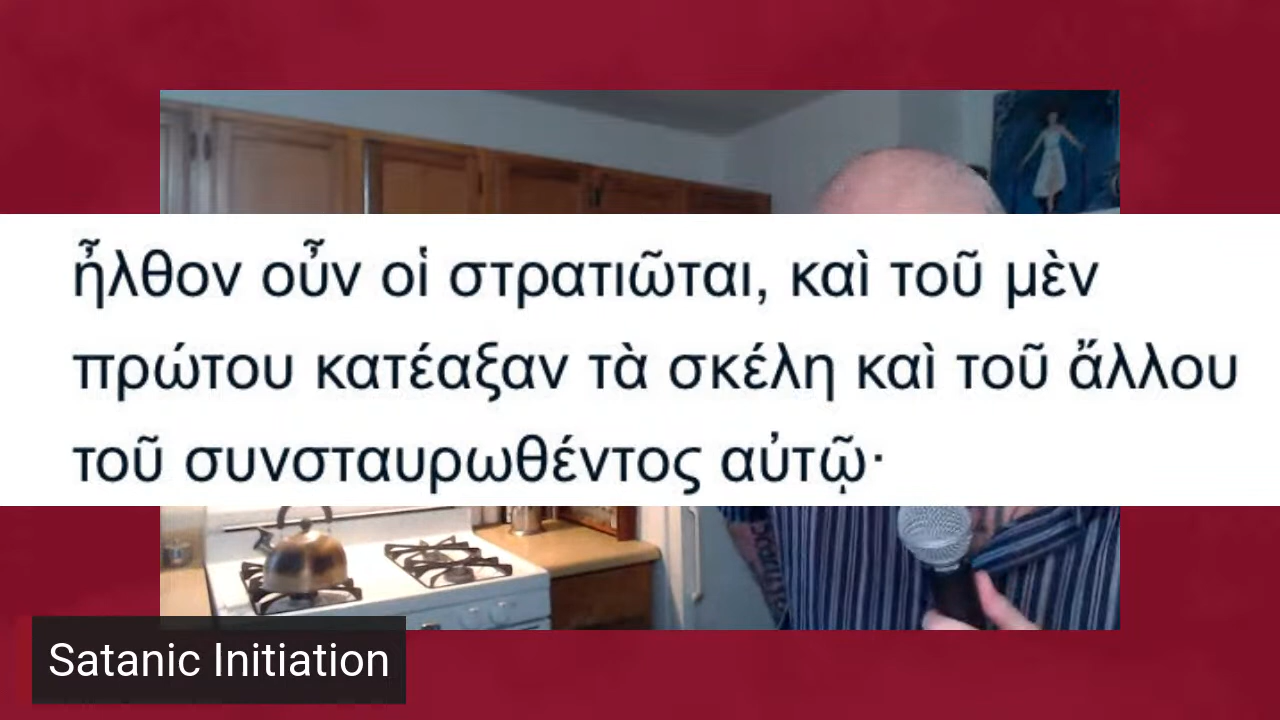 ἦλθον οὖν οἱ στρατιῶται, καὶ τοῦ μὲν
πρώτου κατέαξαν τὰ σκέλη καὶ τοῦ ἄλλου
τοῦ συνσταυρωθέντος αὐτῷ·
Satanic Initiation